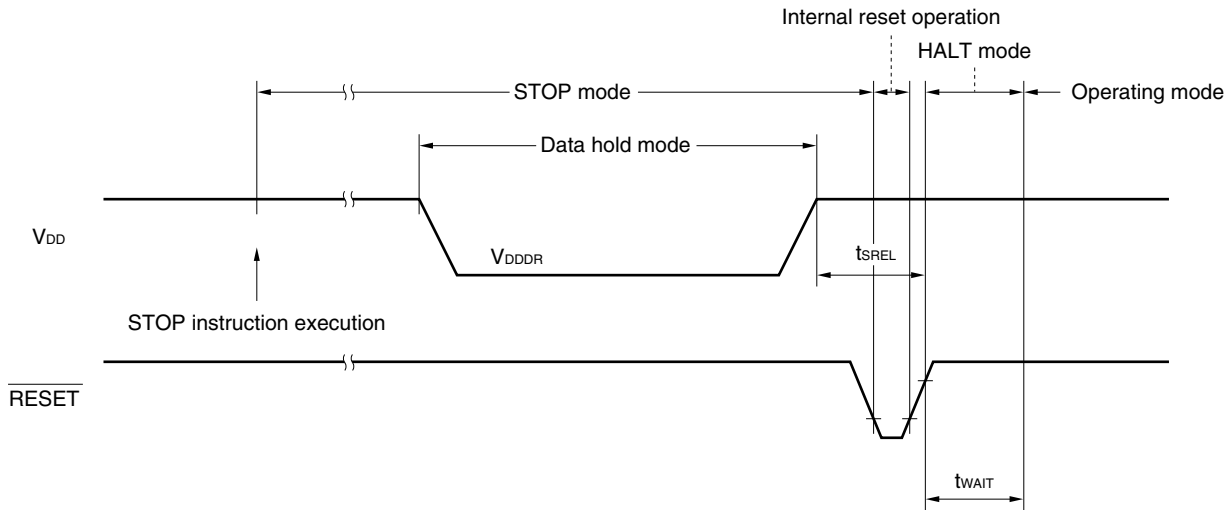 Internal reset operation
HALT mode
STOP mode
Operating mode
Data hold mode
VDD
VDDDR
tSREL
STOP instruction execution
RESET
tWAIT